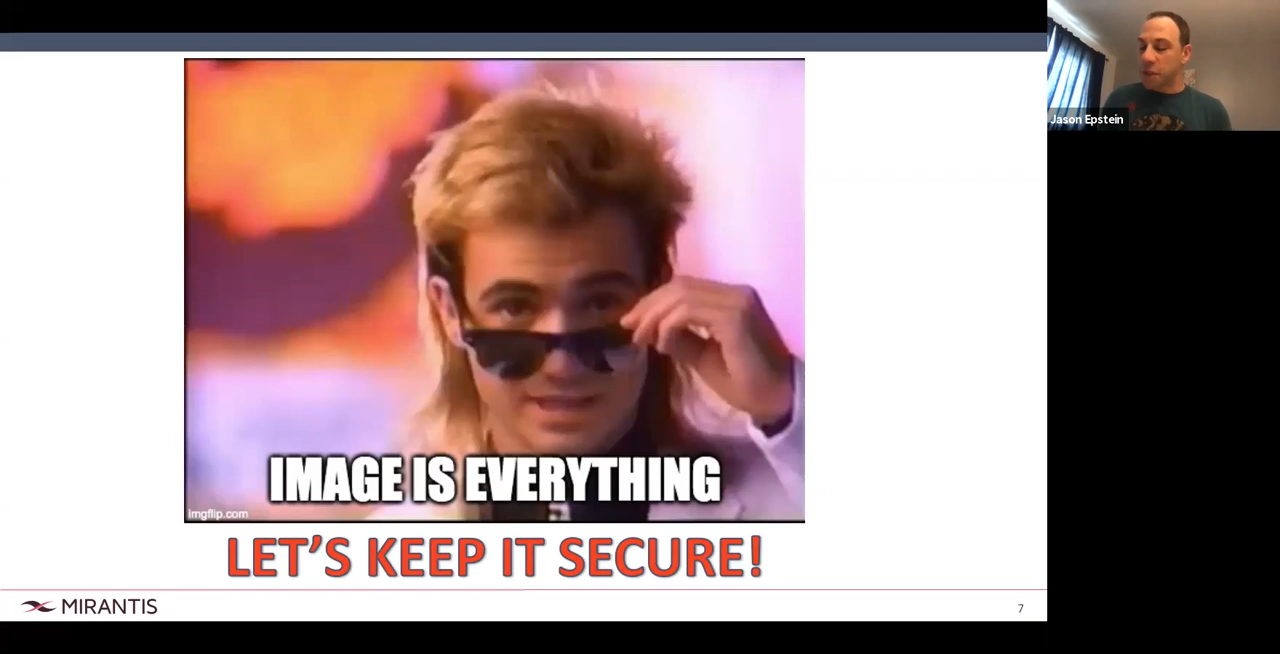 Jason Epstein
IMAGE IS EVERYTHING
imgflip.com
LET'S KEEP IT SECURE!
MIRANTIS
7